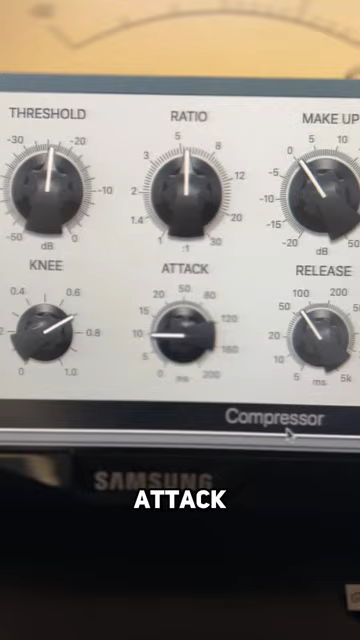 THRESHOLD RATIO MAKE UP
-30 -20 5 8 5 10
3 0
-10 2 12 -5
-10
1.4 20 -15
-50 0 1 30 -20 50
dB :1 dB
KNEE ATTACK RELEASE
0.4 0.6 20 50 80 100 200
15 120 50
0.8 10 20
5 160 10
0 1.0 0 ms 200 5 ms 5k
Compressor
SAMSUNG
ATTACK